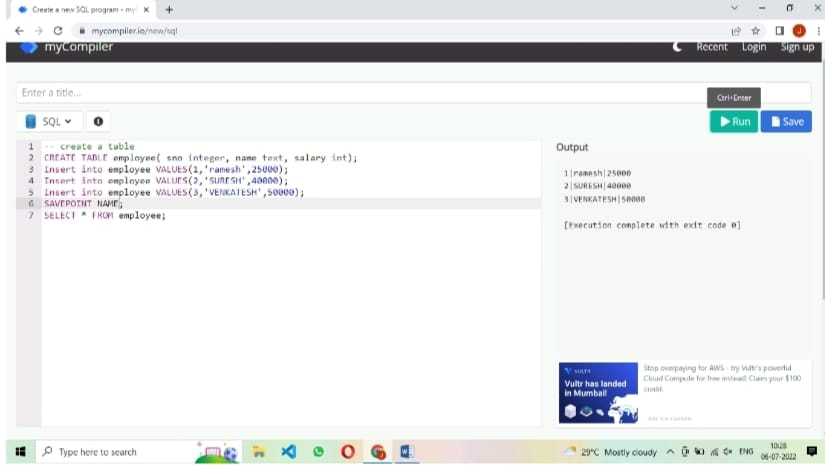 Create a new SQL program - my
mycompiler.io/new/sql
myCompiler
Recent Login Sign up
Enter a title...
Ctrl+Enter
SQL
Run Save
1 -- create a table
2 CREATE TABLE employee( sno integer, name text, salary int);
3 Insert into employee VALUES(1,'ramesh',25000);
4 Insert into employee VALUES(2,'SURESH',40000);
5 Insert into employee VALUES(3,'VENKATESH',50000);
6 SAVEPOINT NAME;
7 SELECT * FROM employee;
Output
1|ramesh|25000
2|SURESH|40000
3|VENKATESH|50000
[Execution complete with exit code 0]
VULTR
Vultr has landed
in Mumbai!
Stop overpaying for AWS - try Vultr's powerful
Cloud Compute for free instead! Claim your $100
credit.
ADS VIA CARBON
Type here to search
29°C Mostly cloudy
ENG
10:28
06-07-2022